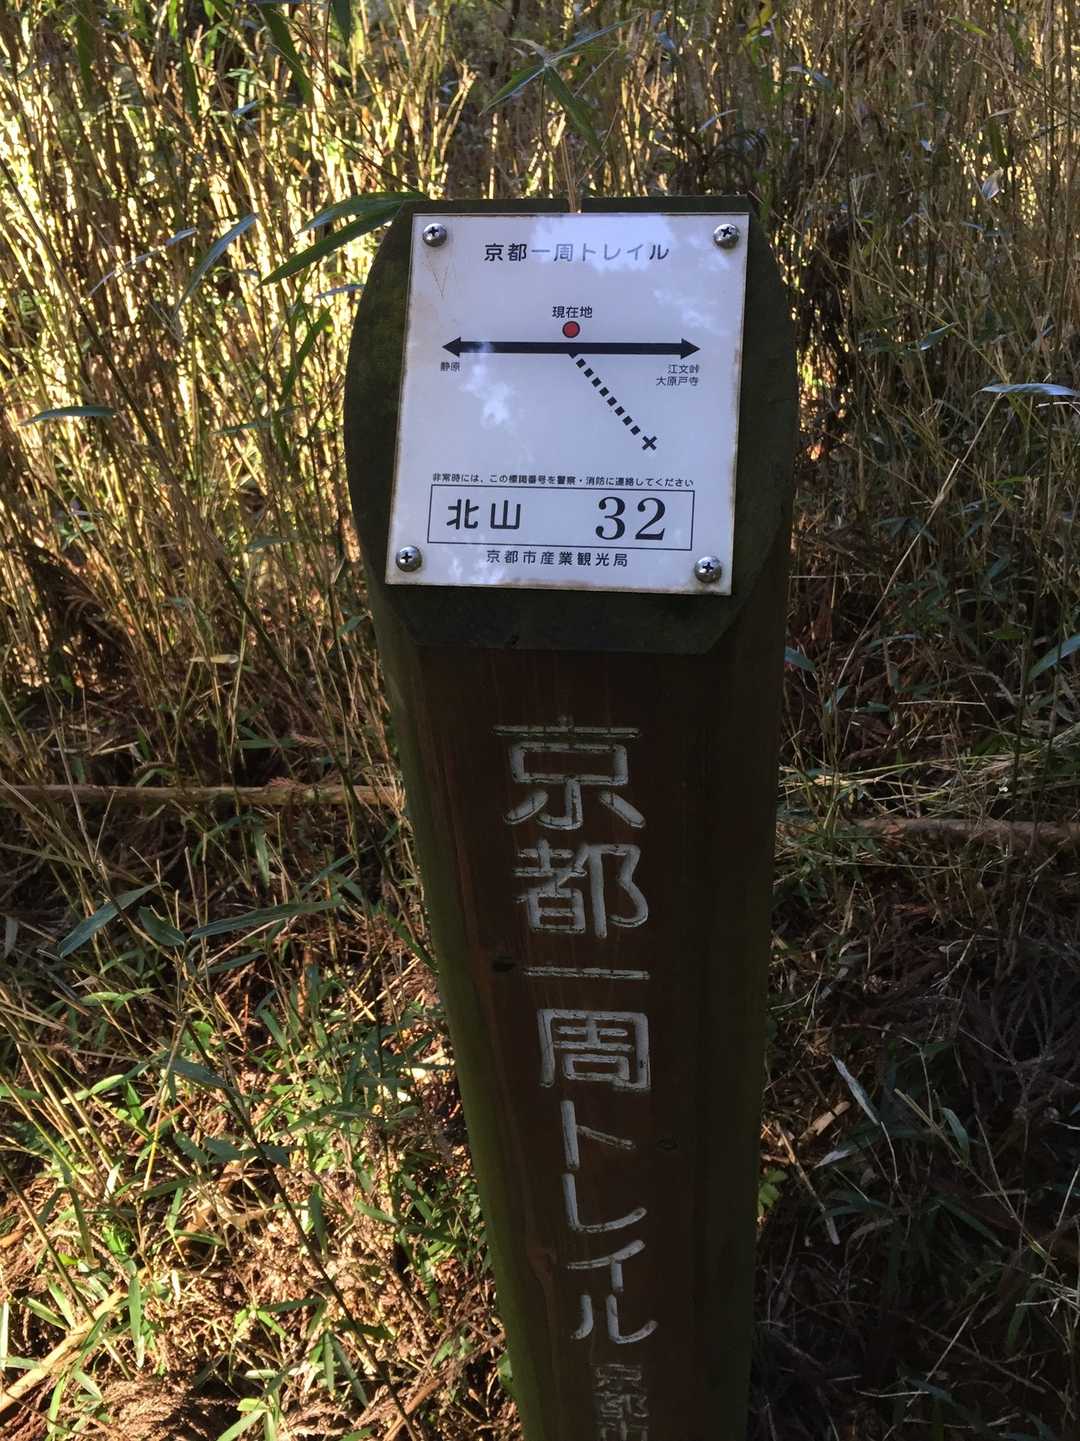 京都一周トレイル
現在地
静原
江文峠
大原戸寺
非常時には、この標識番号を警察・消防に連絡してください
北山 32
京都市産業観光局
京都一周トレイル
京都市